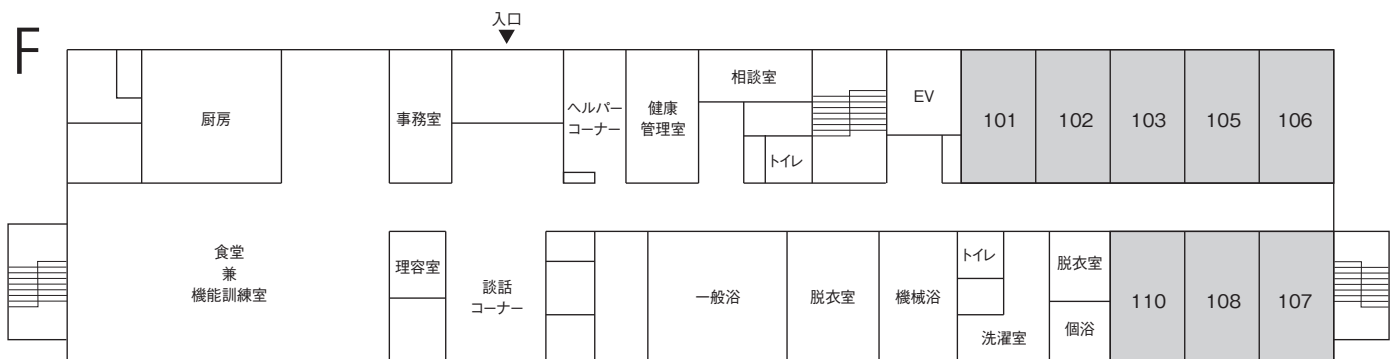 F
入口
厨房
事務室
ヘルパー
コーナー
健康
管理室
相談室
トイレ
EV
101
102
103
105
106
食堂
兼
機能訓練室
理容室
談話
コーナー
一般浴
脱衣室
機械浴
トイレ
洗濯室
脱衣室
個浴
110
108
107